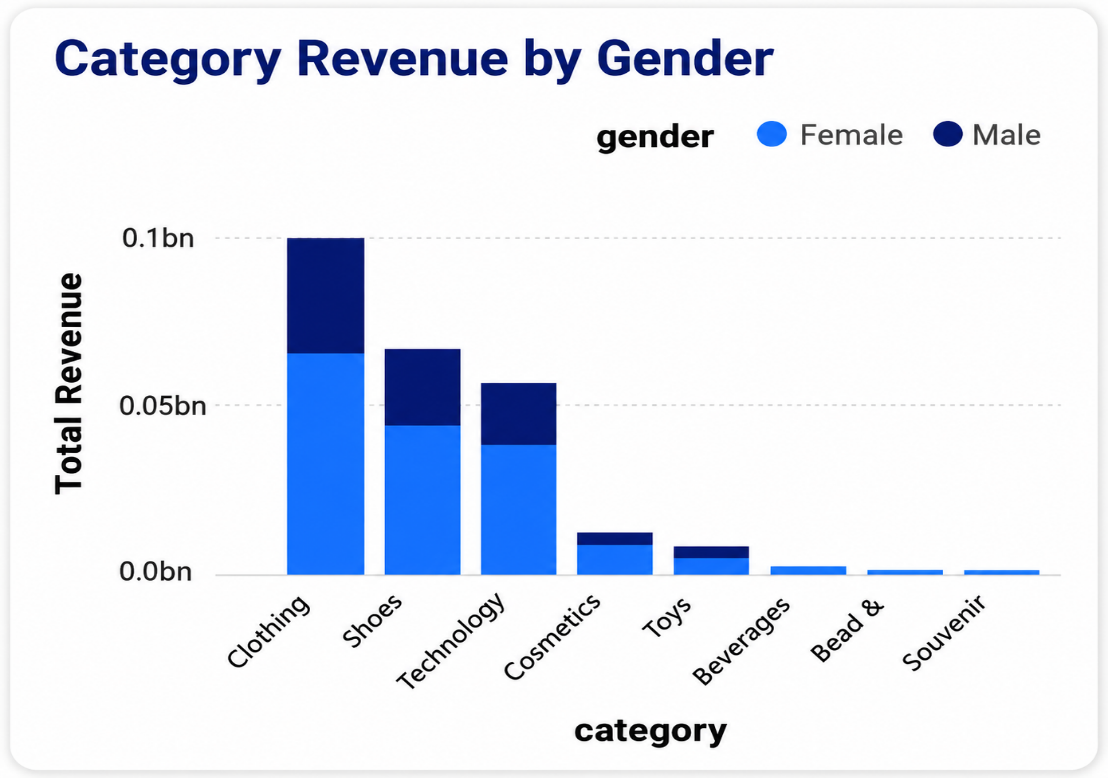 Category Revenue by Gender
gender Female Male
Total Revenue
0.1bn
0.05bn
0.0bn
Clothing
Shoes
Technology
Cosmetics
Toys
Beverages
Bead &
Souvenir
category